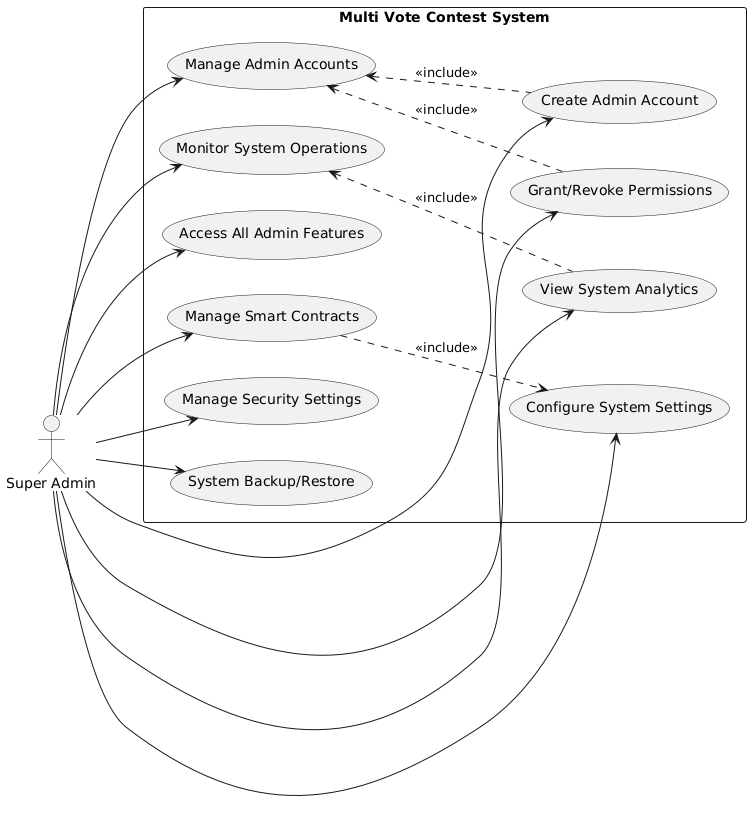 Multi Vote Contest System
Manage Admin Accounts
«include»
Create Admin Account
«include»
Monitor System Operations
Grant/Revoke Permissions
«include»
Access All Admin Features
View System Analytics
Manage Smart Contracts
«include»
Manage Security Settings
Configure System Settings
System Backup/Restore
Super Admin